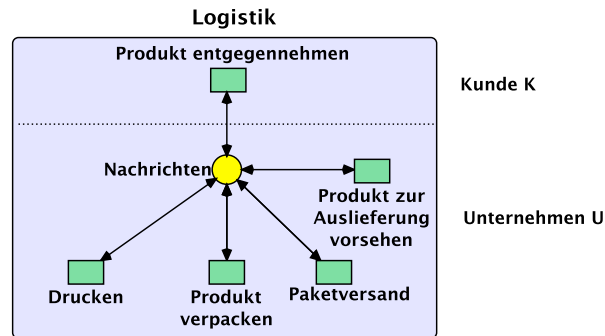 Logistik
Produkt entgegennehmen
Kunde K
Nachrichten
Produkt zur
Auslieferung
vorsehen
Unternehmen U
Drucken
Produkt
verpacken
Paketversand